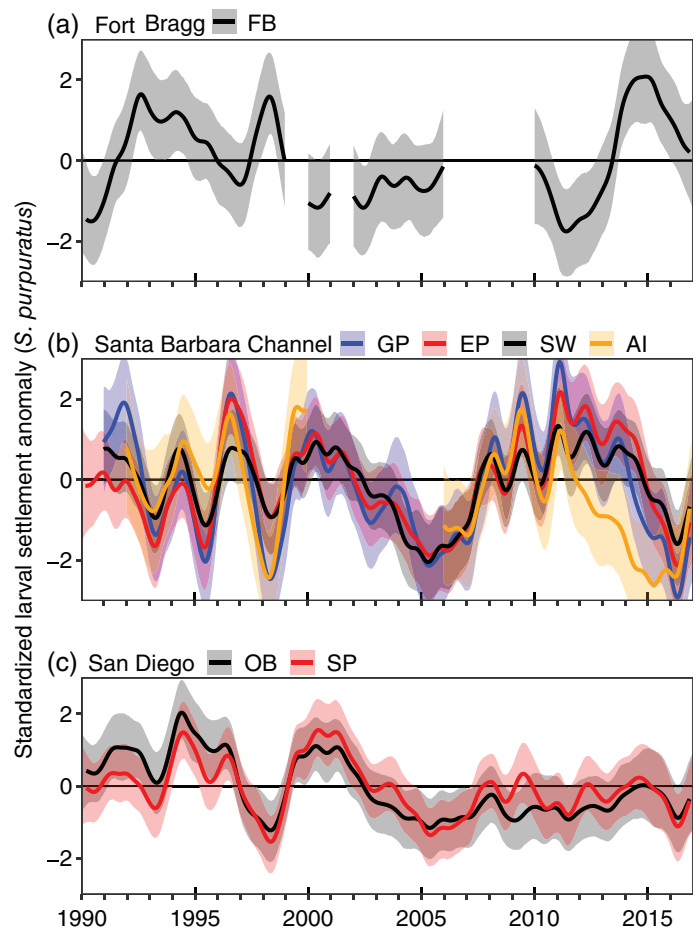 (a) Fort Bragg FB
2
0
−2
Standardized larval settlement anomaly (S. purpuratus)
(b) Santa Barbara Channel GP EP SW AI
2
0
−2
(c) San Diego OB SP
2
0
−2
1990 1995 2000 2005 2010 2015